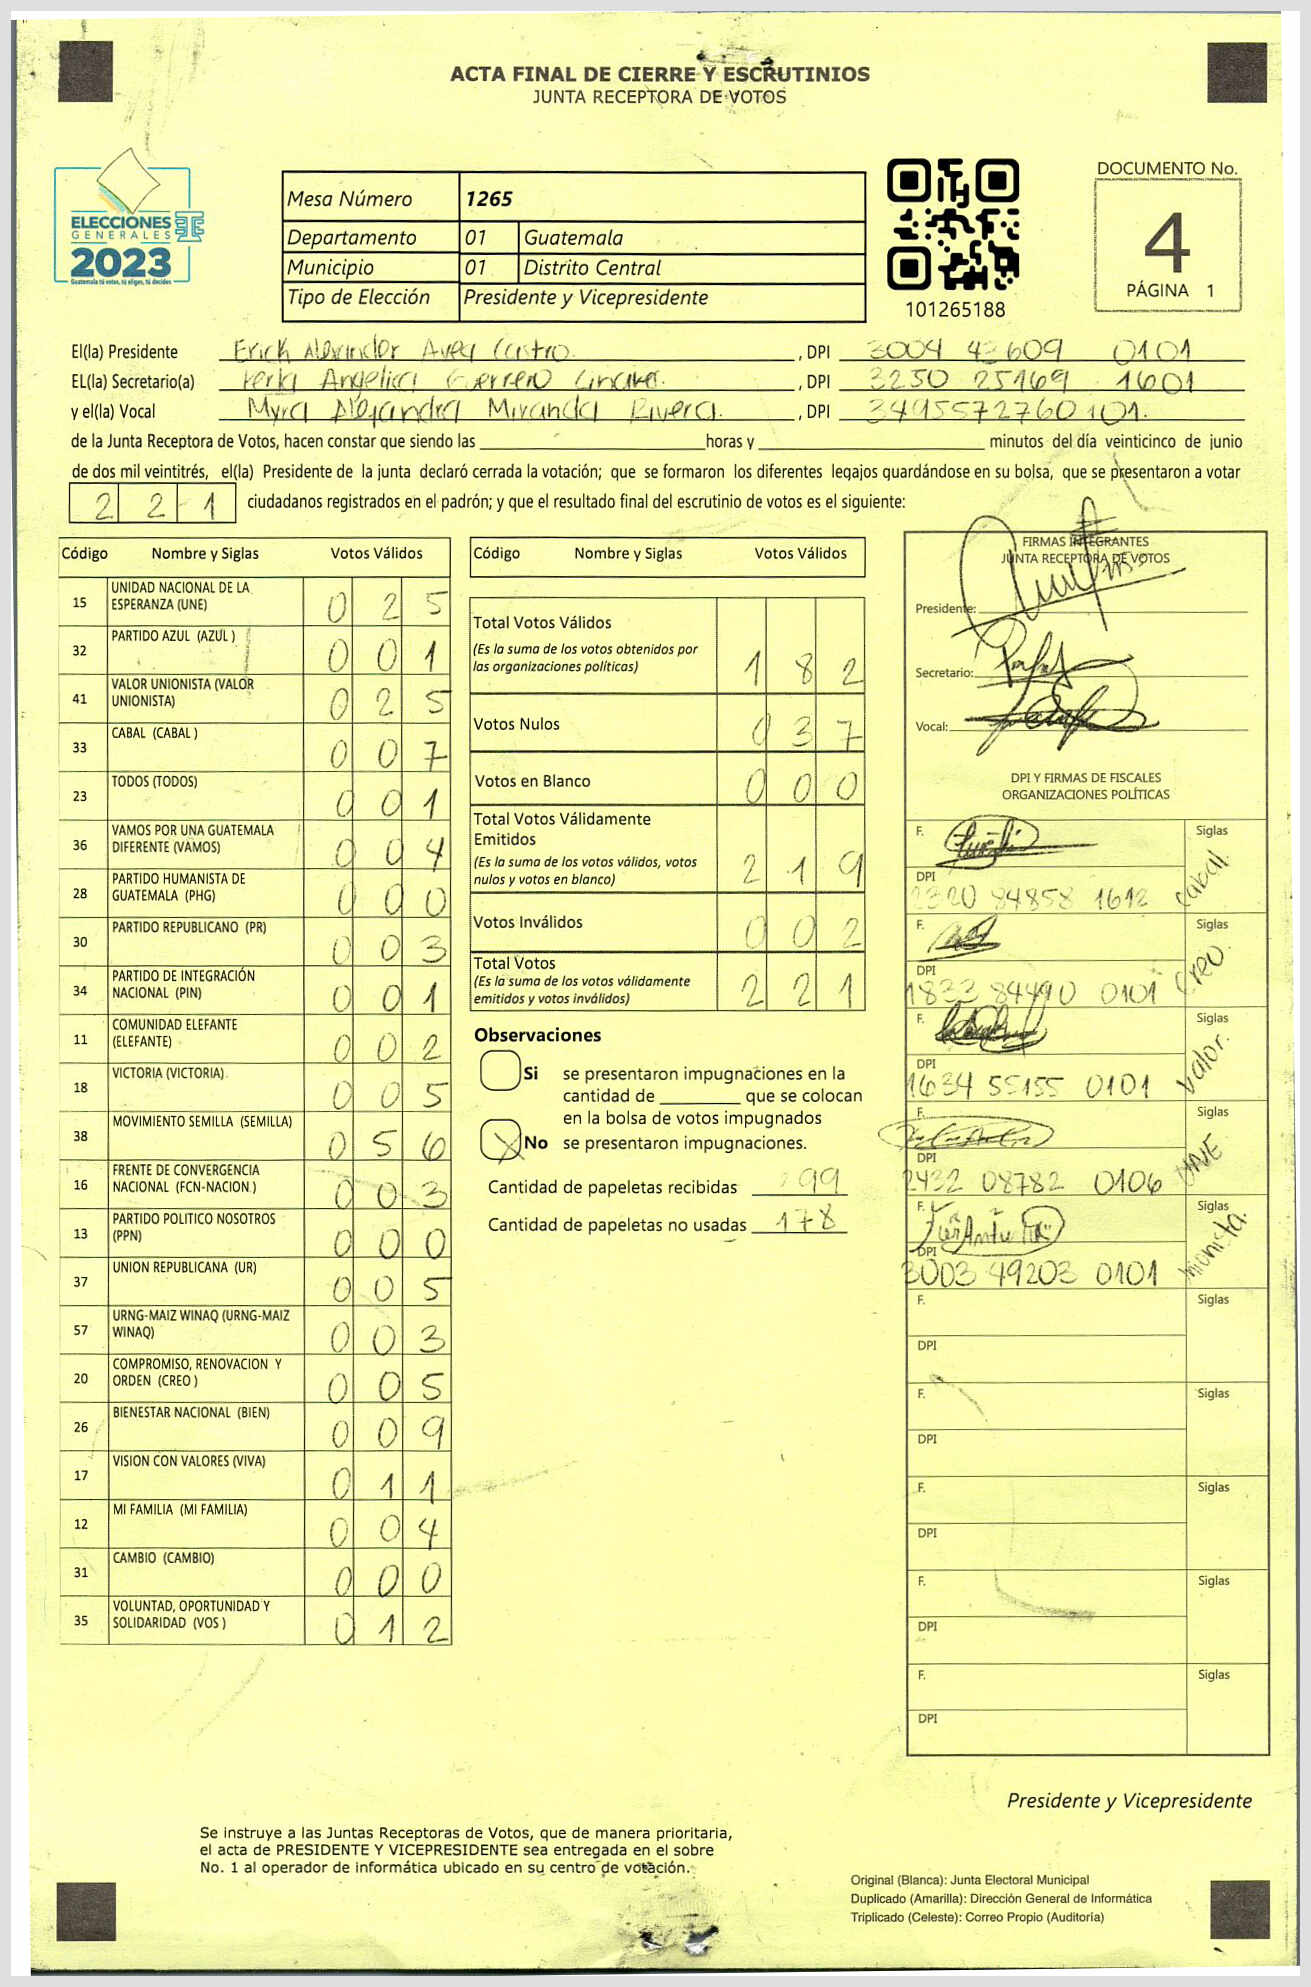 ACTA FINAL DE CIERRE Y ESCRUTINIOS
JUNTA RECEPTORA DE VOTOS
ELECCIONES
GENERALES
2023
Guatemala tú votas, tú eliges, tú decides
Mesa Número 1265
Departamento 01 Guatemala
Municipio 01 Distrito Central
Tipo de Elección Presidente y Vicepresidente
101265188
DOCUMENTO No.
4
PÁGINA 1
El(la) Presidente Erick Alexander Avea Castro , DPI 3004 43609 0101
EL(la) Secretario(a) Angelica Guerrero , DPI 3250 25169 1601
y el(la) Vocal Myra Alejandra Miranda Rivera. , DPI 3495572760101.
de la Junta Receptora de Votos, hacen constar que siendo las horas y minutos del día veinticinco de junio
de dos mil veintitrés, el(la) Presidente de la junta declaró cerrada la votación; que se formaron los diferentes legajos guardándose en su bolsa, que se presentaron a votar
2 2 1 ciudadanos registrados en el padrón; y que el resultado final del escrutinio de votos es el siguiente:
Código Nombre y Siglas Votos Válidos
15 UNIDAD NACIONAL DE LA
ESPERANZA (UNE) 0 2 5
32 PARTIDO AZUL (AZUL ) 0 0 1
41 VALOR UNIONISTA (VALOR
UNIONISTA) 0 2 5
33 CABAL (CABAL ) 0 0 7
23 TODOS (TODOS) 0 0 1
36 VAMOS POR UNA GUATEMALA
DIFERENTE (VAMOS) 0 0 4
28 PARTIDO HUMANISTA DE
GUATEMALA (PHG) 0 0 0
30 PARTIDO REPUBLICANO (PR) 0 0 3
34 PARTIDO DE INTEGRACIÓN
NACIONAL (PIN) 0 0 1
11 COMUNIDAD ELEFANTE
(ELEFANTE) 0 0 2
18 VICTORIA (VICTORIA) 0 0 5
38 MOVIMIENTO SEMILLA (SEMILLA) 0 5 6
16 FRENTE DE CONVERGENCIA
NACIONAL (FCN-NACION ) 0 0 3
13 PARTIDO POLITICO NOSOTROS
(PPN) 0 0 0
37 UNION REPUBLICANA (UR) 0 0 5
57 URNG-MAIZ WINAQ (URNG-MAIZ
WINAQ) 0 0 3
20 COMPROMISO, RENOVACION Y
ORDEN (CREO ) 0 0 5
26 BIENESTAR NACIONAL (BIEN) 0 0 9
17 VISION CON VALORES (VIVA) 0 1 1
12 MI FAMILIA (MI FAMILIA) 0 0 4
31 CAMBIO (CAMBIO) 0 0 0
35 VOLUNTAD, OPORTUNIDAD Y
SOLIDARIDAD (VOS ) 0 1 2
Código Nombre y Siglas Votos Válidos
Total Votos Válidos
(Es la suma de los votos obtenidos por
las organizaciones políticas) 1 8 2
Votos Nulos 0 3 7
Votos en Blanco 0 0 0
Total Votos Válidamente
Emitidos
(Es la suma de los votos válidos, votos
nulos y votos en blanco) 2 1 9
Votos Inválidos 0 0 2
Total Votos
(Es la suma de los votos válidamente
emitidos y votos inválidos) 2 2 1
Observaciones
Si se presentaron impugnaciones en la
cantidad de que se colocan
en la bolsa de votos impugnados
X No se presentaron impugnaciones.
Cantidad de papeletas recibidas
Cantidad de papeletas no usadas 178
FIRMAS INTEGRANTES
JUNTA RECEPTORA DE VOTOS
Presidente:
Secretario:
Vocal:
DPI Y FIRMAS DE FISCALES
ORGANIZACIONES POLÍTICAS
F. Siglas
DPI 2320 84858 1612 Cabal.
F. Siglas
DPI 1833 84490 0101 Creo.
F. Siglas
DPI 1634 55155 0101 Valor.
F. Siglas
DPI 2432 08782 0106 UNE
F. Siglas
DPI 3003 49203 0101
F. Siglas
DPI
F. Siglas
DPI
F. Siglas
DPI
F. Siglas
DPI
F. Siglas
DPI
Presidente y Vicepresidente
Se instruye a las Juntas Receptoras de Votos, que de manera prioritaria,
el acta de PRESIDENTE Y VICEPRESIDENTE sea entregada en el sobre
No. 1 al operador de informática ubicado en su centro de votación.
Original (Blanca): Junta Electoral Municipal
Duplicado (Amarilla): Dirección General de Informática
Triplicado (Celeste): Correo Propio (Auditoria)